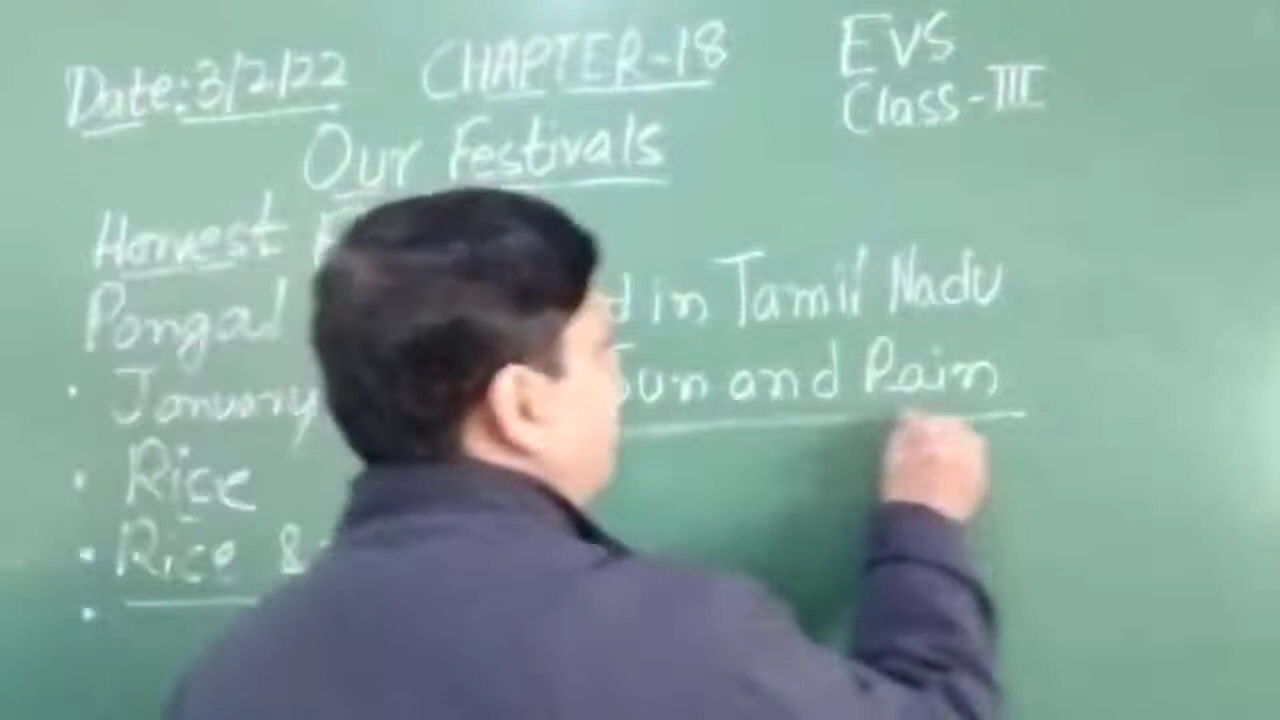 Date:3/2/22
CHAPTER-18
EVS
Class-III
Our Festivals
Harvest
Pongal in Tamil Nadu
• January Sun and Rain
• Rice
• Rice &
•